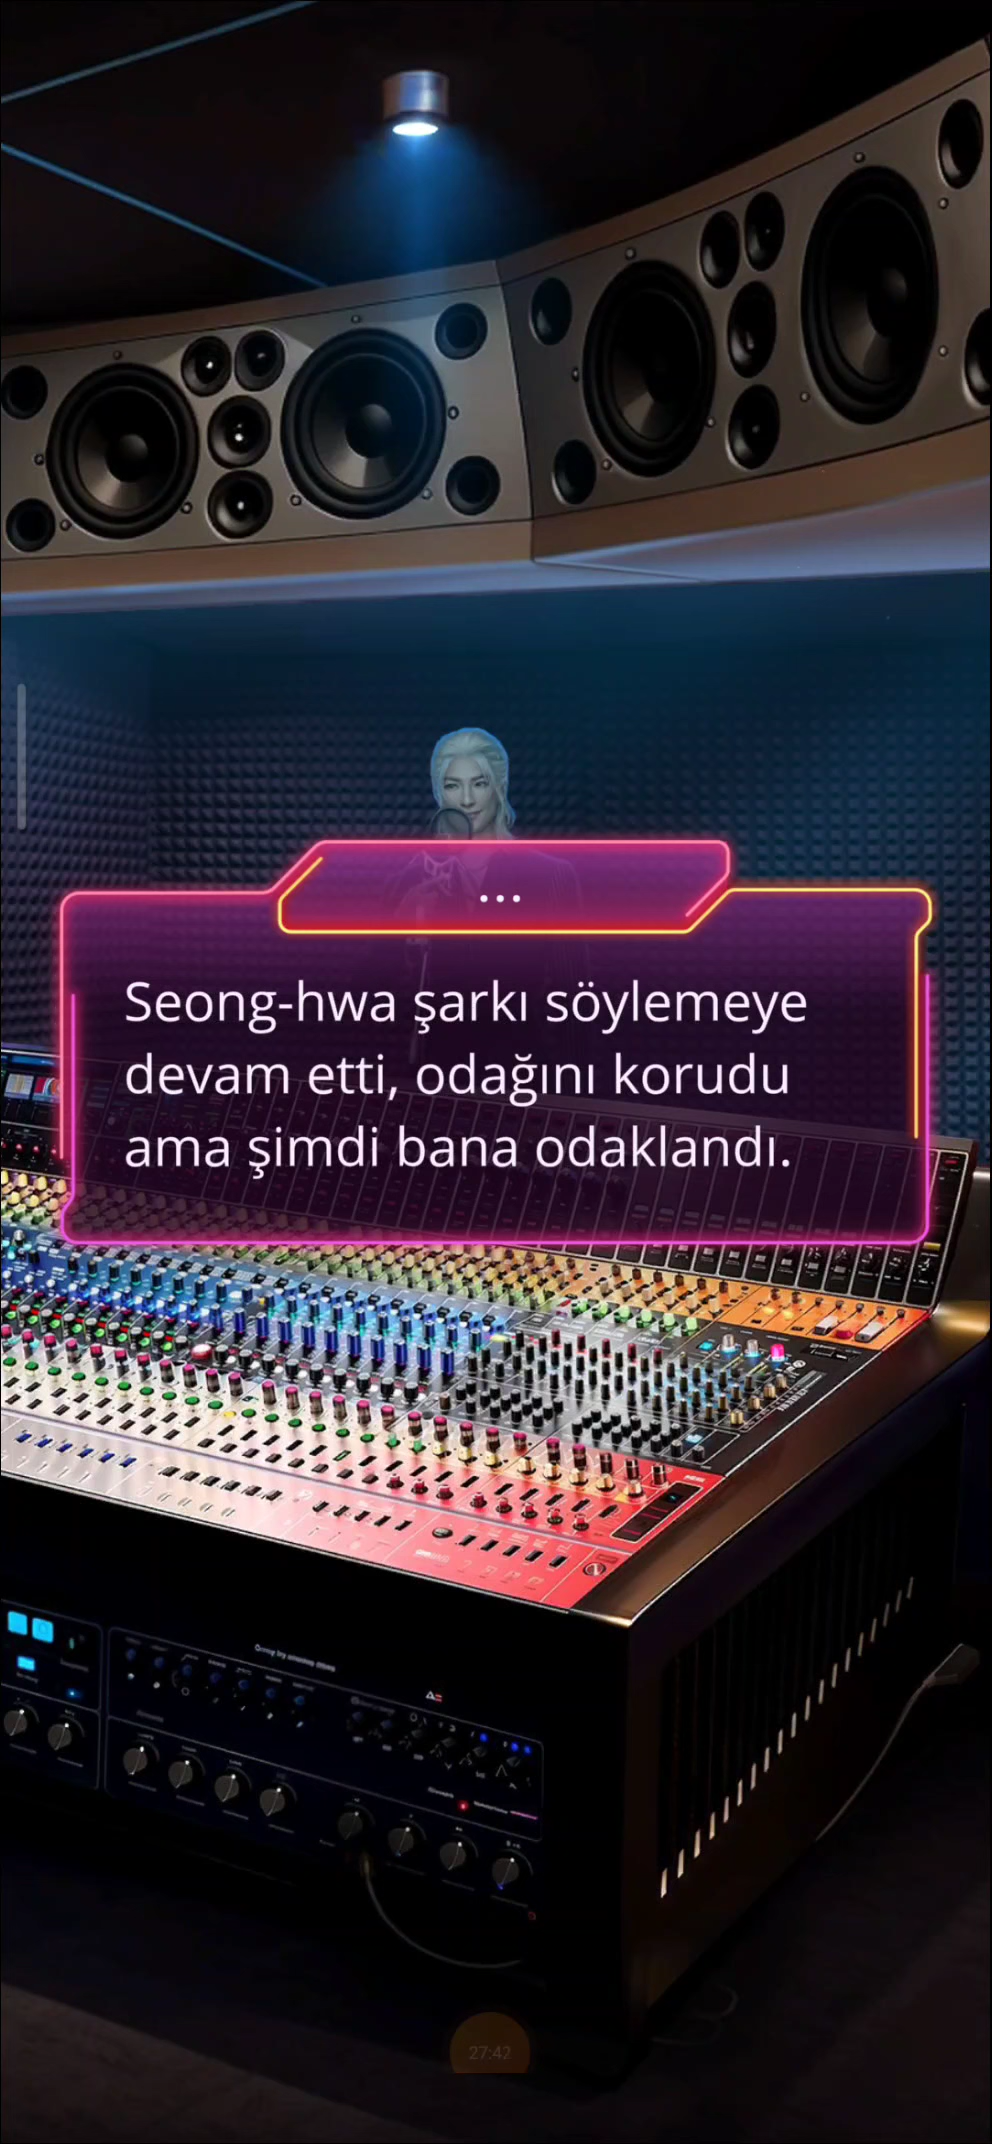 ...
Seong-hwa şarkı söylemeye
devam etti, odağını korudu
ama şimdi bana odaklandı.
27:42